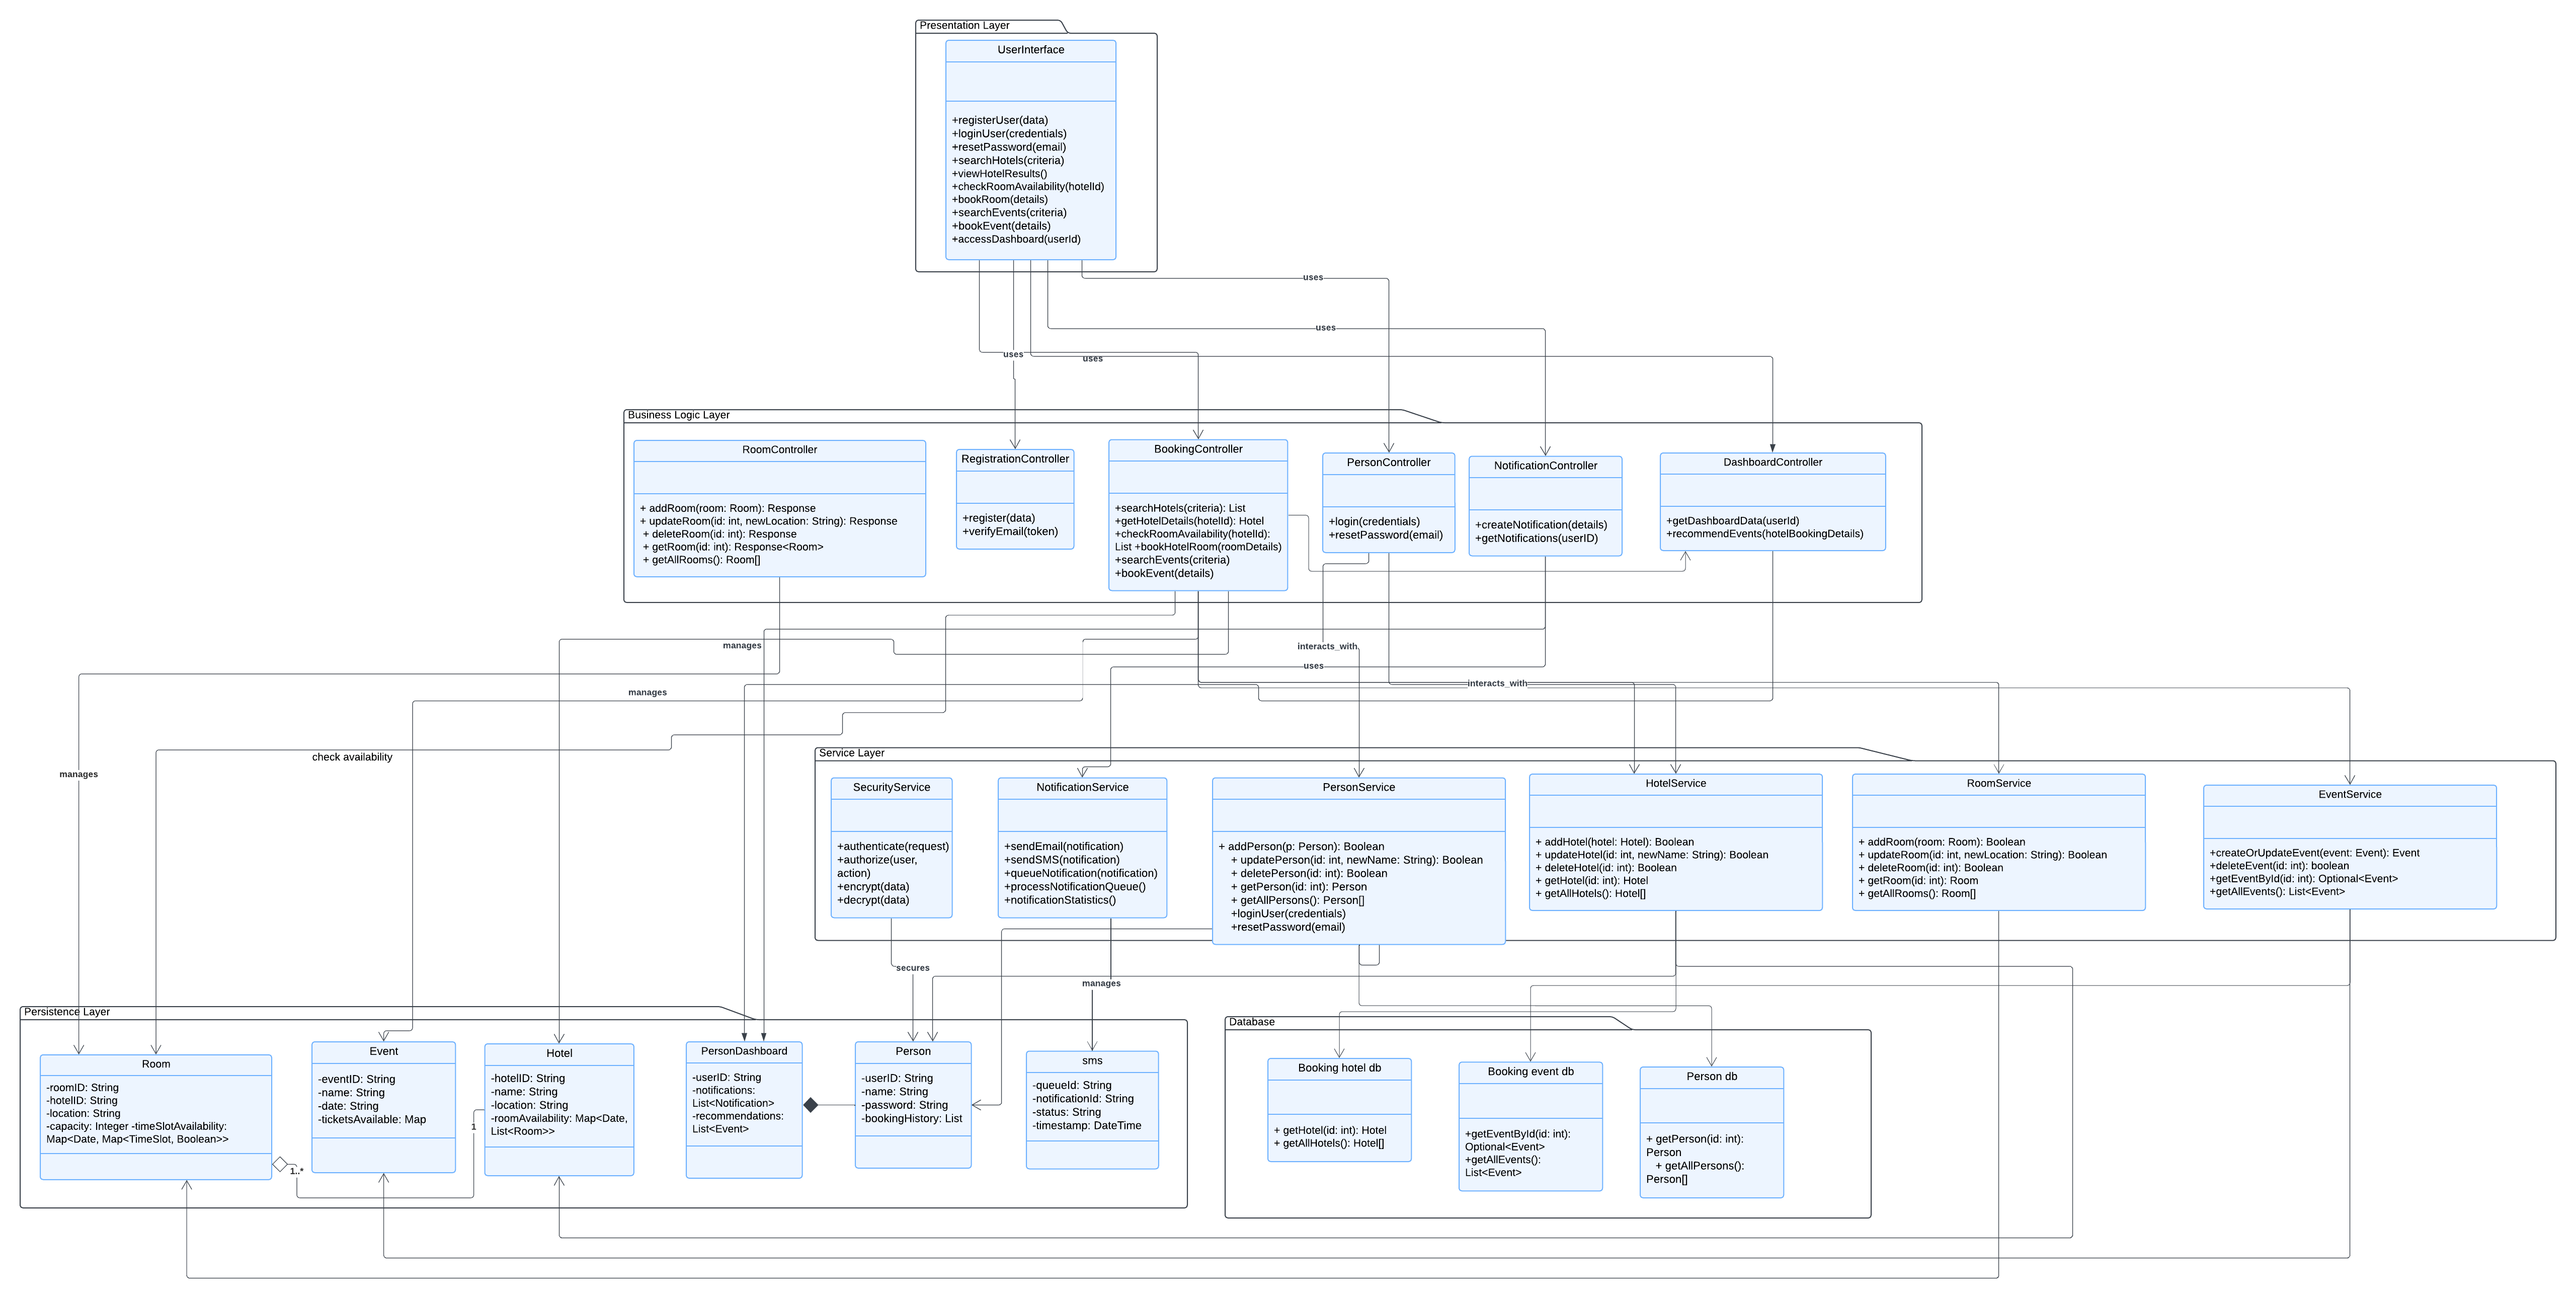 Presentation Layer
UserInterface
+registerUser(data)
+loginUser(credentials)
+resetPassword(email)
+searchHotels(criteria)
+viewHotelResults()
+checkRoomAvailability(hotelId)
+bookRoom(details)
+searchEvents(criteria)
+bookEvent(details)
+accessDashboard(userId)
uses
uses
uses
uses
Business Logic Layer
RoomController
+ addRoom(room: Room): Response
+ updateRoom(id: int, newLocation: String): Response
+ deleteRoom(id: int): Response
+ getRoom(id: int): Response<Room>
+ getAllRooms(): Room[]
RegistrationController
+register(data)
+verifyEmail(token)
BookingController
+searchHotels(criteria): List
+getHotelDetails(hotelId): Hotel
+checkRoomAvailability(hotelId):
List +bookHotelRoom(roomDetails)
+searchEvents(criteria)
+bookEvent(details)
PersonController
+login(credentials)
+resetPassword(email)
NotificationController
+createNotification(details)
+getNotifications(userID)
DashboardController
+getDashboardData(userId)
+recommendEvents(hotelBookingDetails)
manages
interacts_with
uses
interacts_with
manages
check availability
manages
Service Layer
SecurityService
+authenticate(request)
+authorize(user,
action)
+encrypt(data)
+decrypt(data)
NotificationService
+sendEmail(notification)
+sendSMS(notification)
+queueNotification(notification)
+processNotificationQueue()
+notificationStatistics()
PersonService
+ addPerson(p: Person): Boolean
+ updatePerson(id: int, newName: String): Boolean
+ deletePerson(id: int): Boolean
+ getPerson(id: int): Person
+ getAllPersons(): Person[]
+loginUser(credentials)
+resetPassword(email)
HotelService
+ addHotel(hotel: Hotel): Boolean
+ updateHotel(id: int, newName: String): Boolean
+ deleteHotel(id: int): Boolean
+ getHotel(id: int): Hotel
+ getAllHotels(): Hotel[]
RoomService
+ addRoom(room: Room): Boolean
+ updateRoom(id: int, newLocation: String): Boolean
+ deleteRoom(id: int): Boolean
+ getRoom(id: int): Room
+ getAllRooms(): Room[]
EventService
+createOrUpdateEvent(event: Event): Event
+deleteEvent(id: int): boolean
+getEventById(id: int): Optional<Event>
+getAllEvents(): List<Event>
secures
manages
Persistence Layer
Room
-roomID: String
-hotelID: String
-location: String
-capacity: Integer -timeSlotAvailability:
Map<Date, Map<TimeSlot, Boolean>>
1..*
Event
-eventID: String
-name: String
-date: String
-ticketsAvailable: Map
1
Hotel
-hotelID: String
-name: String
-location: String
-roomAvailability: Map<Date,
List<Room>>
PersonDashboard
-userID: String
-notifications:
List<Notification>
-recommendations:
List<Event>
Person
-userID: String
-name: String
-password: String
-bookingHistory: List
sms
-queueId: String
-notificationId: String
-status: String
-timestamp: DateTime
Database
Booking hotel db
+ getHotel(id: int): Hotel
+ getAllHotels(): Hotel[]
Booking event db
+getEventById(id: int):
Optional<Event>
+getAllEvents():
List<Event>
Person db
+ getPerson(id: int):
Person
+ getAllPersons():
Person[]